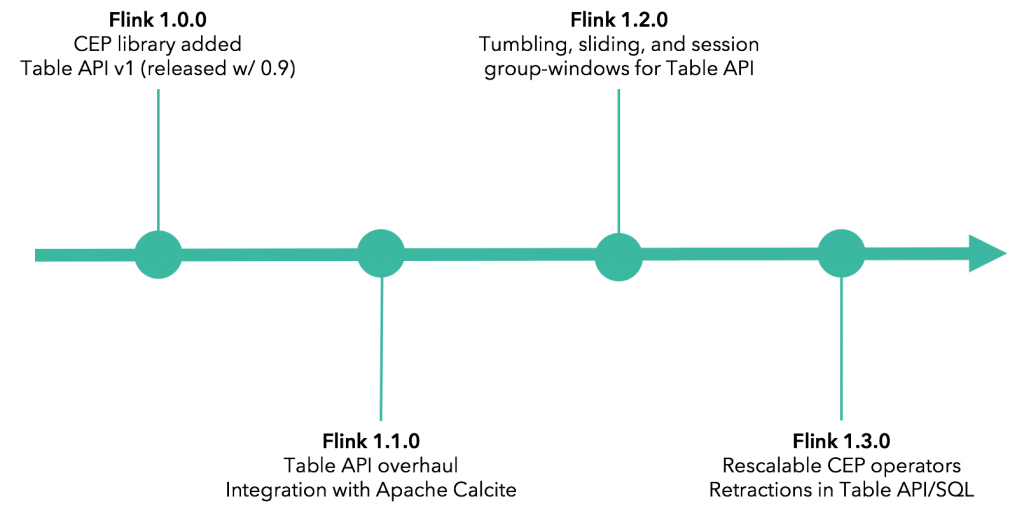 Flink 1.0.0
CEP library added
Table API v1 (released w/ 0.9)
Flink 1.2.0
Tumbling, sliding, and session
group-windows for Table API
Flink 1.1.0
Table API overhaul
Integration with Apache Calcite
Flink 1.3.0
Rescalable CEP operators
Retractions in Table API/SQL